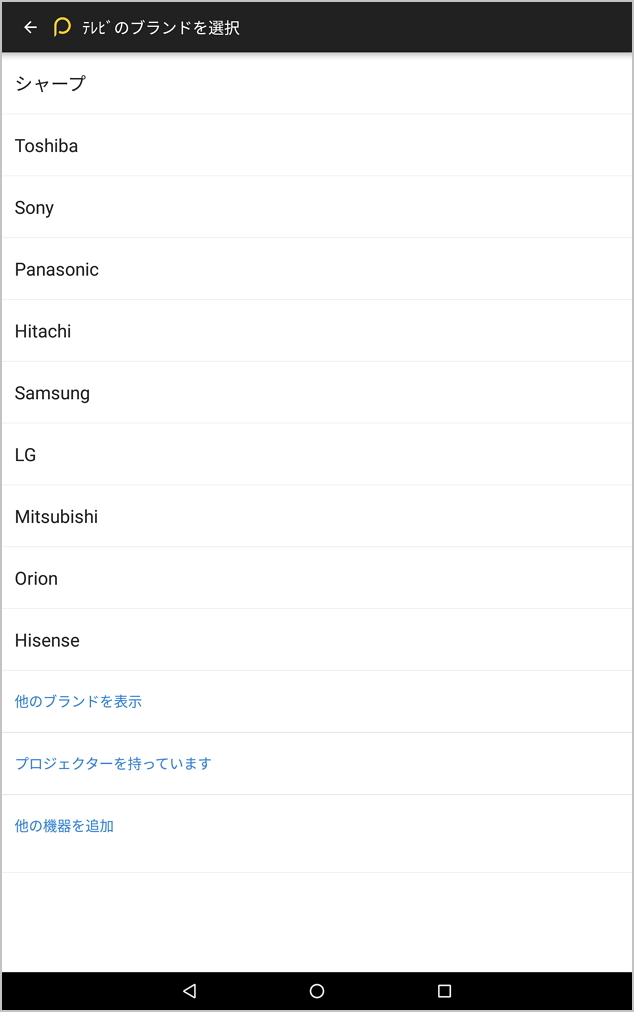 ﾃﾚﾋﾞのブランドを選択
シャープ
Toshiba
Sony
Panasonic
Hitachi
Samsung
LG
Mitsubishi
Orion
Hisense
他のブランドを表示
プロジェクターを持っています
他の機器を追加